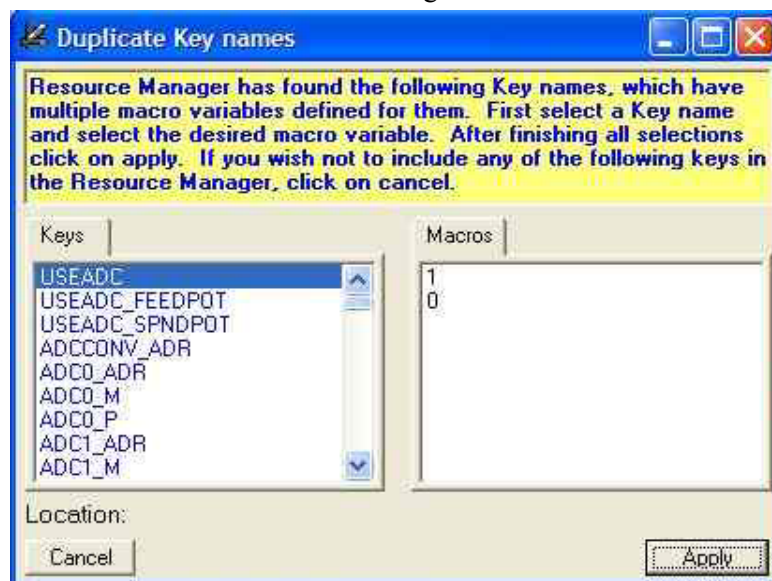 Duplicate Key names
Resource Manager has found the following Key names, which have
multiple macro variables defined for them. First select a Key name
and select the desired macro variable. After finishing all selections
click on apply. If you wish not to include any of the following keys in
the Resource Manager, click on cancel.
Keys
Macros
USEADC
USEADC_FEEDPOT
USEADC_SPNDPOT
ADCCONV_ADR
ADC0_ADR
ADC0_M
ADC0_P
ADC1_ADR
ADC1_M
1
0
Location:
Cancel
Apply